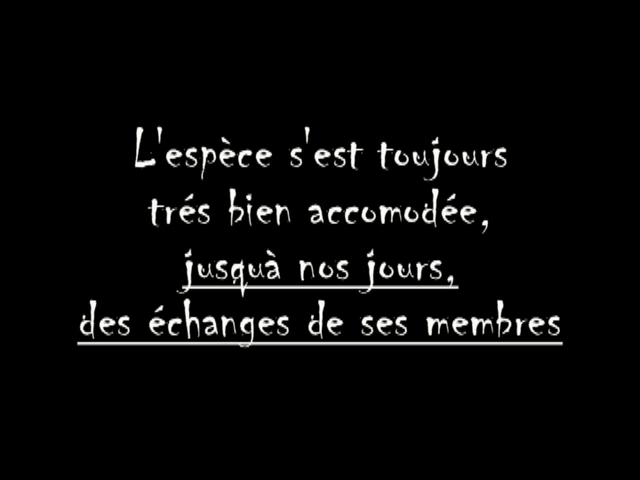 L'espèce s'est toujours
trés bien accomodée,
jusquà nos jours,
des échanges de ses membres